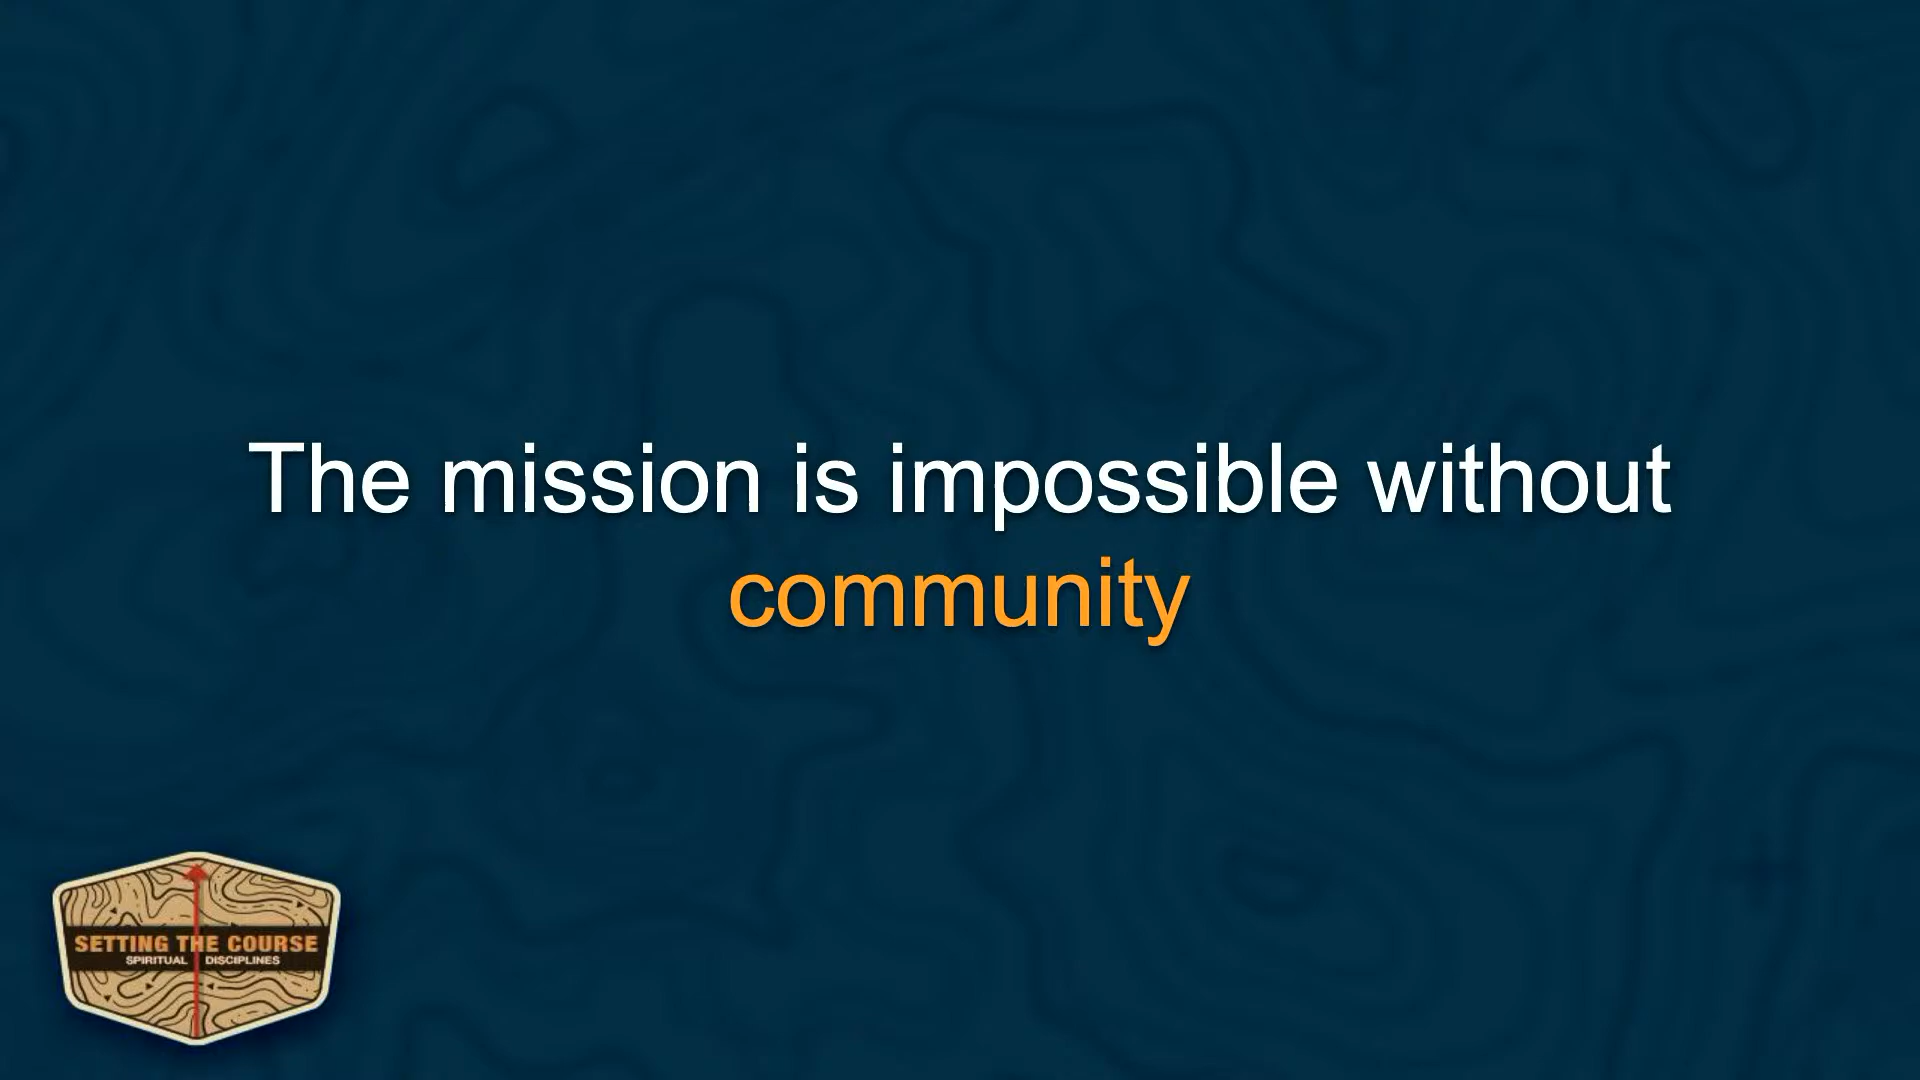 The mission is impossible without
community
SETTING THE COURSE
SPIRITUAL DISCIPLINES